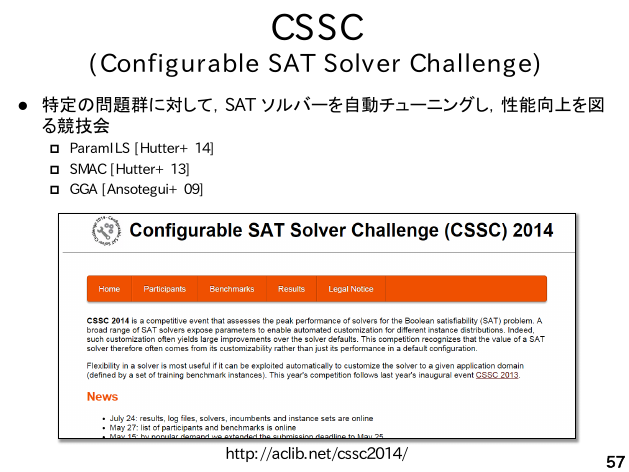 CSSC
(Configurable SAT Solver Challenge)
● 特定の問題群に対して，SAT ソルバーを自動チューニングし，性能向上を図
る競技会
ParamILS [Hutter+ 14]
SMAC [Hutter+ 13]
GGA [Ansotegui+ 09]
Configurable SAT Solver Challenge (CSSC) 2014
Home Participants Benchmarks Results Legal Notice
CSSC 2014 is a competitive event that assesses the peak performance of solvers for the Boolean satisfiability (SAT) problem. A
broad range of SAT solvers expose parameters to enable automated customization for different instance distributions. Indeed,
such customization often yields large improvements over the solver defaults. This competition recognizes that the value of a SAT
solver therefore often comes from its customizability rather than just its performance in a default configuration.
Flexibility in a solver is most useful if it can be exploited automatically to customize the solver to a given application domain
(defined by a set of training benchmark instances). This year's competition follows last year's inaugural event CSSC 2013.
News
• July 24: results, log files, solvers, incumbents and instance sets are online
• May 27: list of participants and benchmarks is online
• May 15: by popular demand we extended the submission deadline to May 25
http://aclib.net/cssc2014/
57